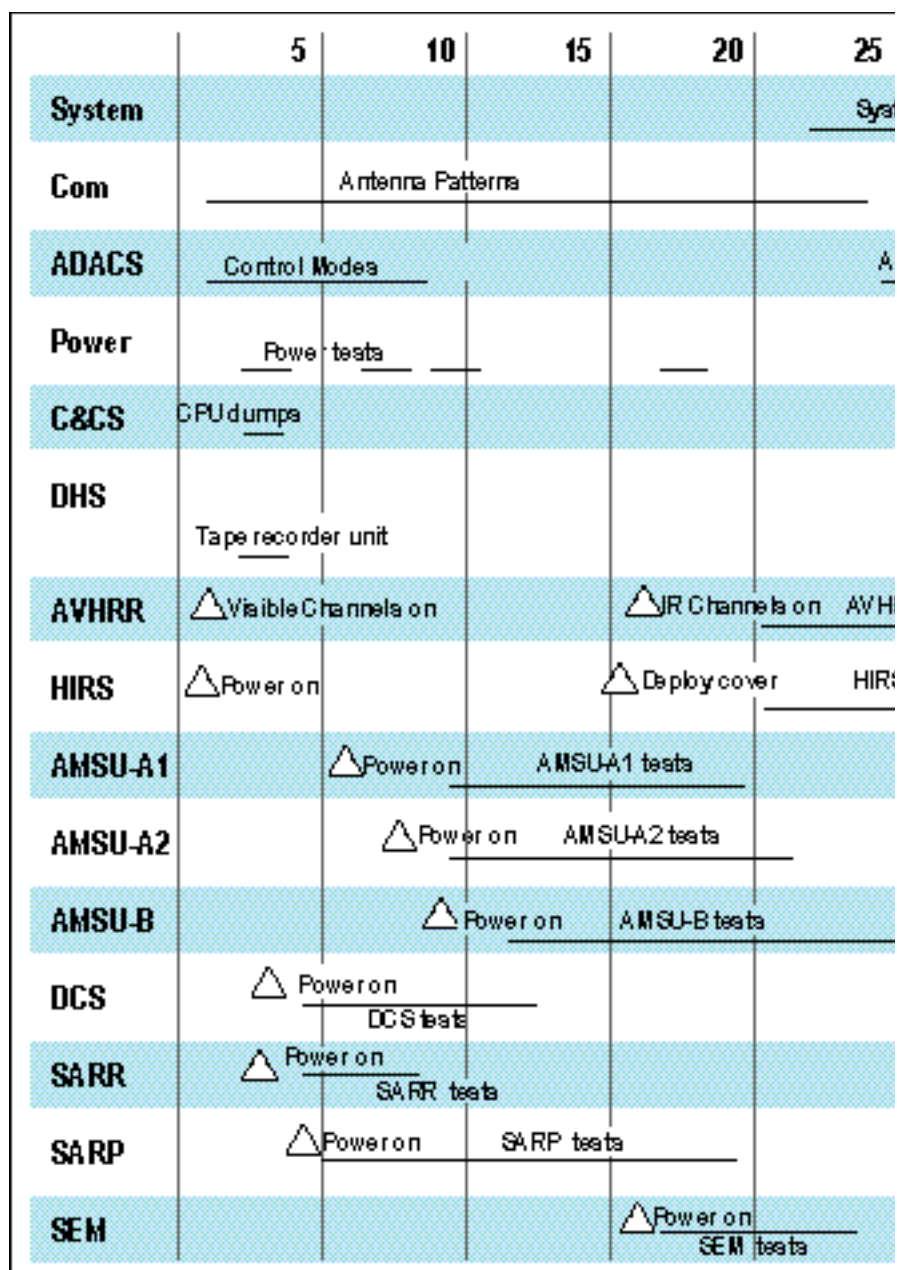 5 10 15 20 25
System Syst
Com Antenna Patterns
ADACS Control Modes A
Power Power tests
C&CS CPU dumps
DHS
Tape recorder unit
AVHRR Visible Channels on IR Channels on AVH
HIRS Power on Deploy cover HIRS
AMSU-A1 Power on AMSU-A1 tests
AMSU-A2 Power on AMSU-A2 tests
AMSU-B Power on AMSU-B tests
DCS Power on
DCS tests
SARR Power on
SARR tests
SARP Power on SARP tests
SEM Power on
SEM tests